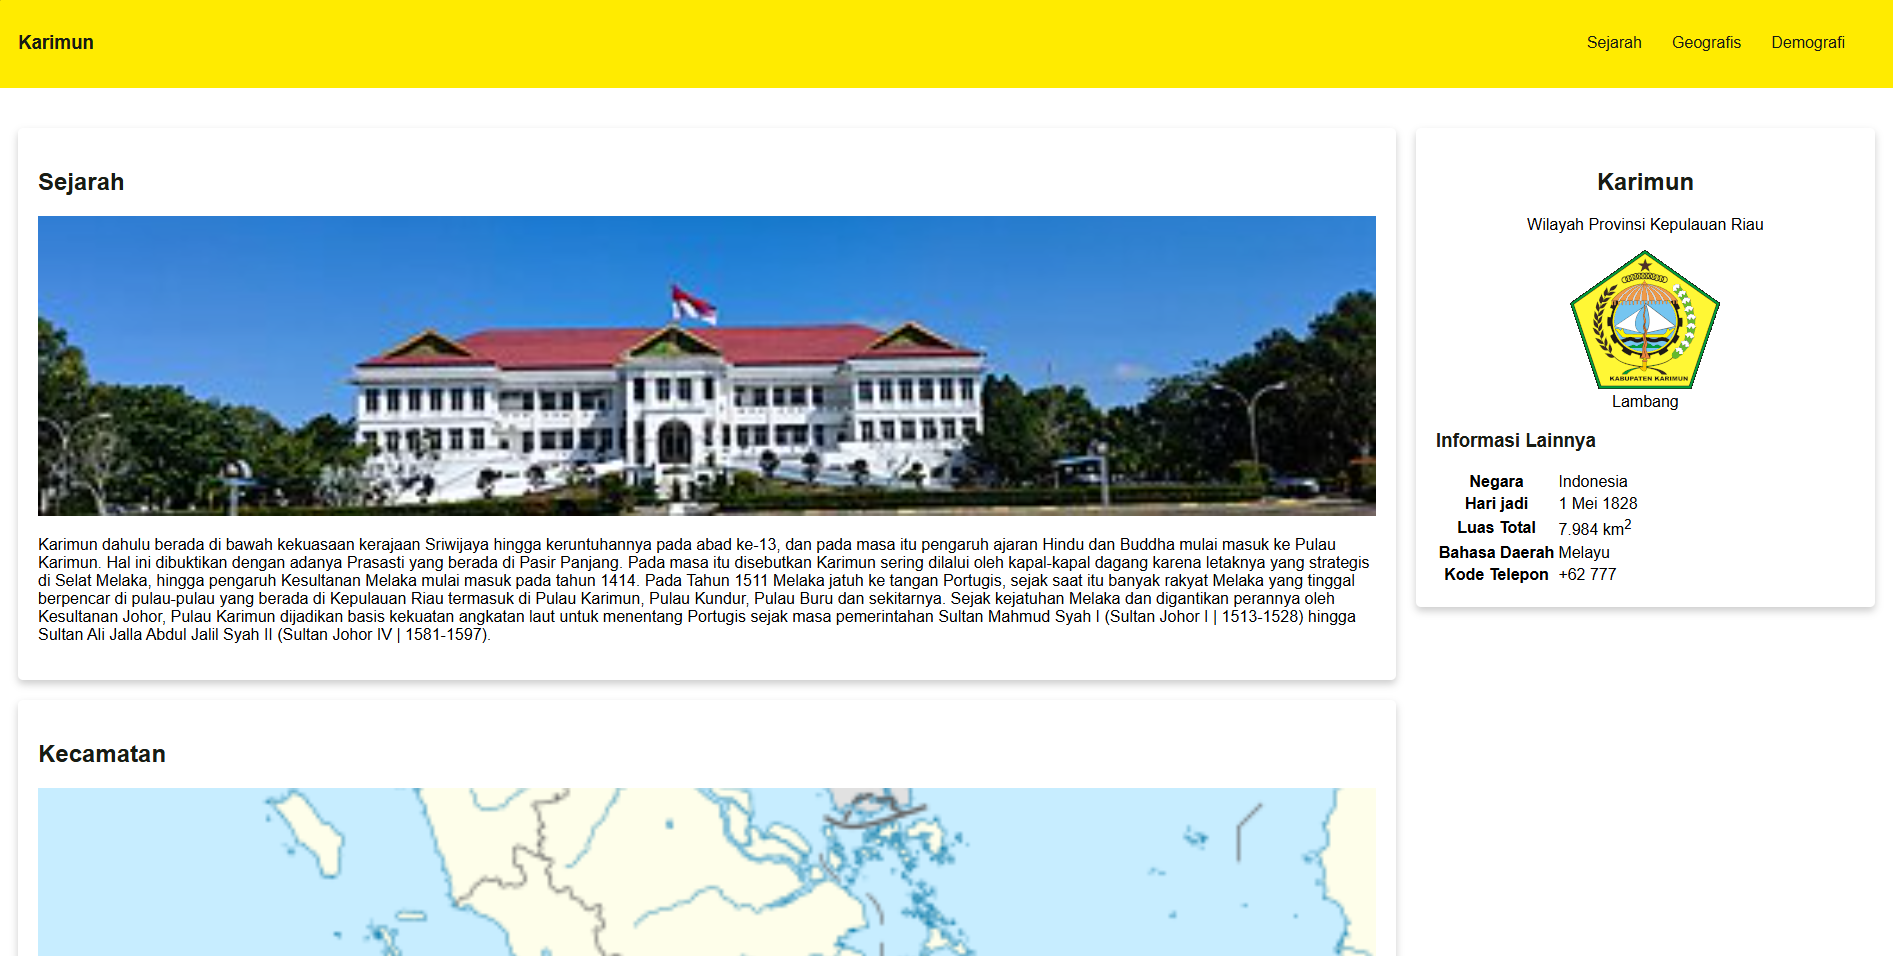 Karimun
Sejarah
Geografis
Demografi
Sejarah
Karimun dahulu berada di bawah kekuasaan kerajaan Sriwijaya hingga keruntuhannya pada abad ke-13, dan pada masa itu pengaruh ajaran Hindu dan Buddha mulai masuk ke Pulau
Karimun. Hal ini dibuktikan dengan adanya Prasasti yang berada di Pasir Panjang. Pada masa itu disebutkan Karimun sering dilalui oleh kapal-kapal dagang karena letaknya yang strategis
di Selat Melaka, hingga pengaruh Kesultanan Melaka mulai masuk pada tahun 1414. Pada Tahun 1511 Melaka jatuh ke tangan Portugis, sejak saat itu banyak rakyat Melaka yang tinggal
berpencar di pulau-pulau yang berada di Kepulauan Riau termasuk di Pulau Karimun, Pulau Kundur, Pulau Buru dan sekitarnya. Sejak kejatuhan Melaka dan digantikan perannya oleh
Kesultanan Johor, Pulau Karimun dijadikan basis kekuatan angkatan laut untuk menentang Portugis sejak masa pemerintahan Sultan Mahmud Syah I (Sultan Johor I | 1513-1528) hingga
Sultan Ali Jalla Abdul Jalil Syah II (Sultan Johor IV | 1581-1597).
Kecamatan
Karimun
Wilayah Provinsi Kepulauan Riau
KABUPATEN KARIMUN
Lambang
Informasi Lainnya
Negara Indonesia
Hari jadi 1 Mei 1828
Luas Total 7.984 km²
Bahasa Daerah Melayu
Kode Telepon +62 777